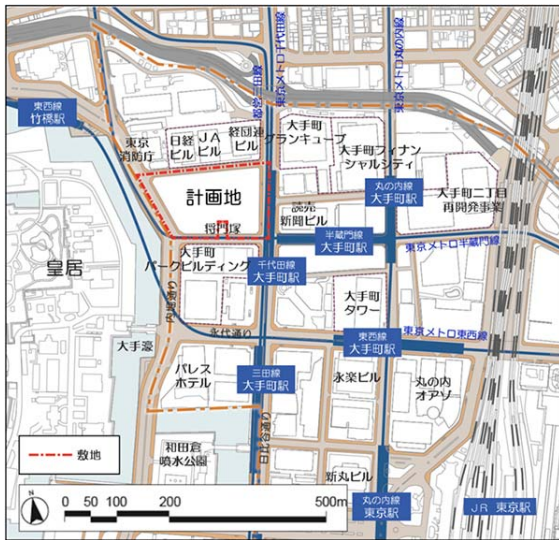 都営三田線
東京メトロ千代田線
東京メトロ丸の内線
東西線
竹橋駅
東京
消防庁
日経
ビル
JA
ビル
経団連
ビル
大手町
グランキューブ
大手町フィナン
シャルシティ
丸の内線
大手町駅
大手町二丁目
再開発事業
計画地
将門塚
読売
新聞ビル
半蔵門線
大手町駅
東京メトロ半蔵門線
皇居
大手町
パークビルディング
千代田線
大手町駅
内堀通り
大手町
タワー
永代通り
東西線
大手町駅
東京メトロ東西線
大手濠
パレス
ホテル
三田線
大手町駅
永楽ビル
丸の内
オアゾ
日比谷通り
和田倉
噴水公園
新丸ビル
丸の内線
東京駅
JR 東京駅
敷地
N
0 50 100 200 500m